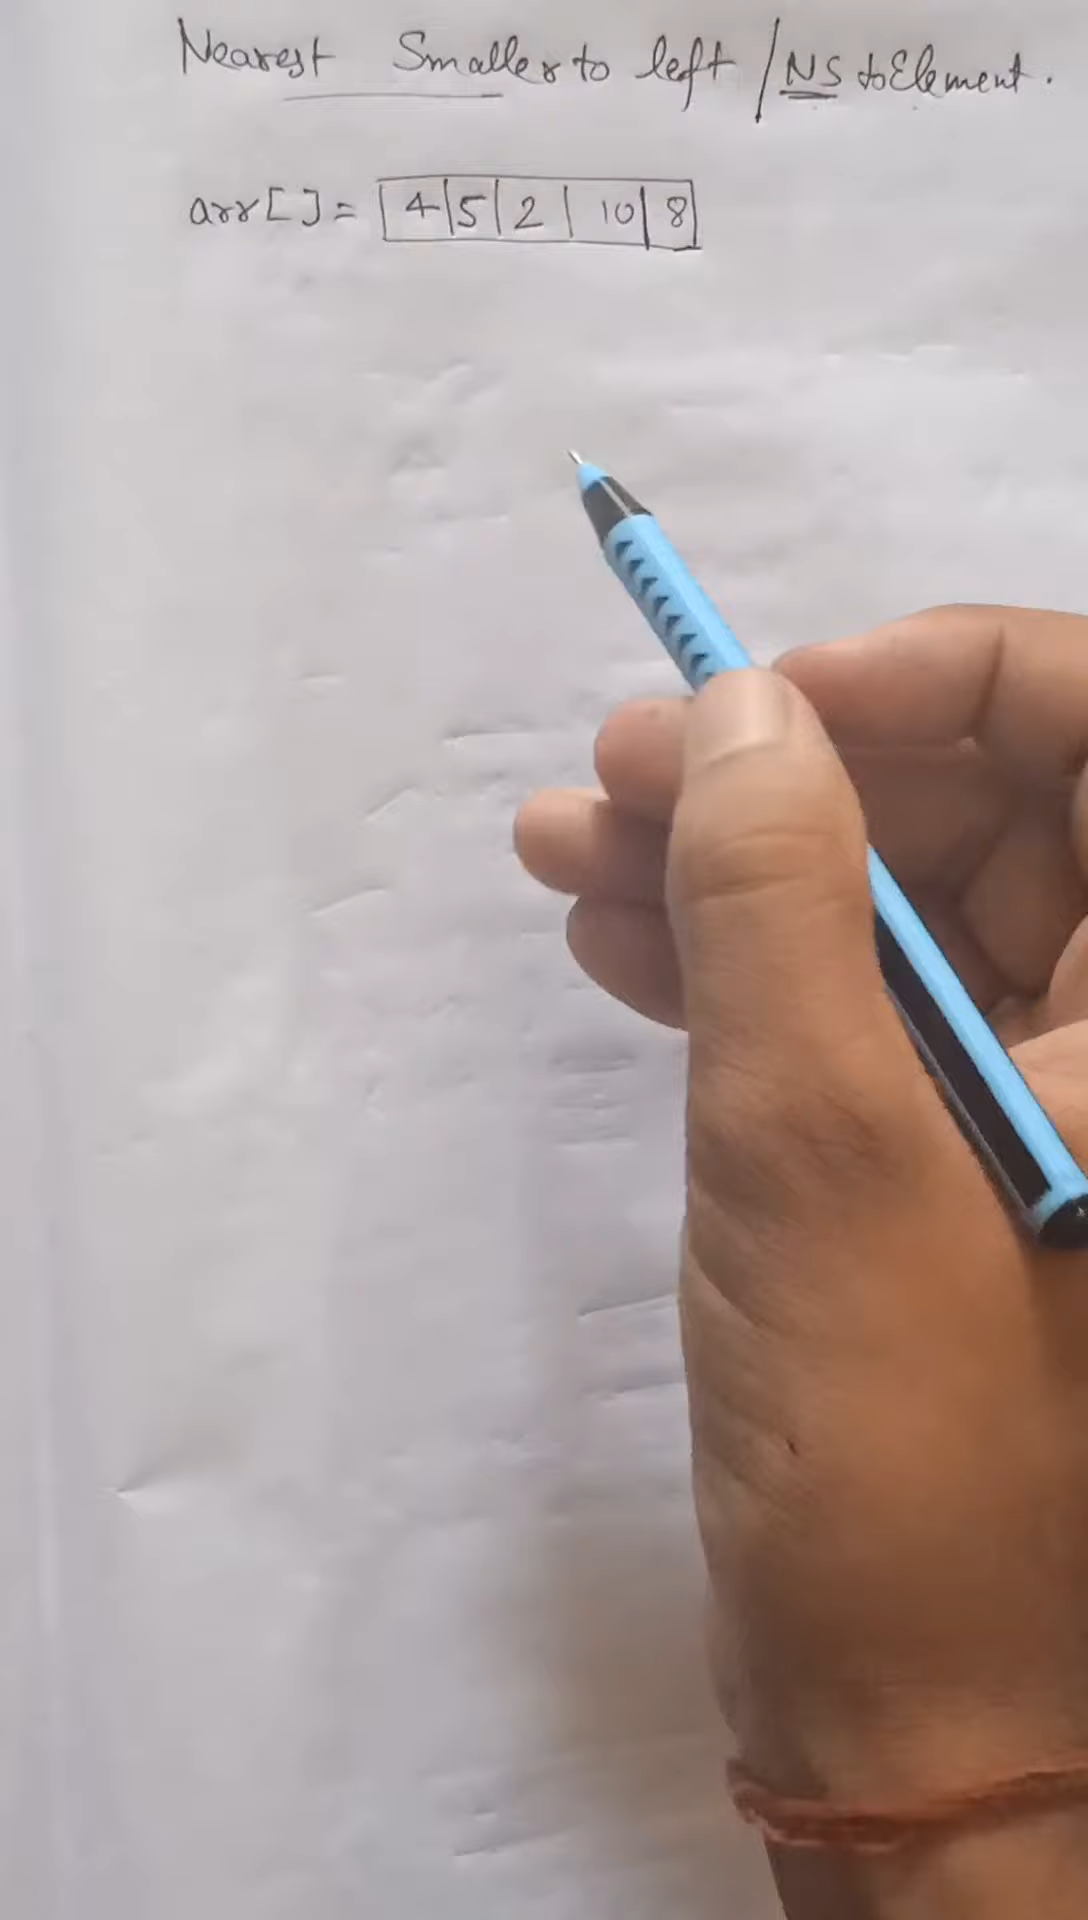 Nearest Smaller to left / NS to Element.
arr[] = 4 | 5 | 2 | 10 | 8